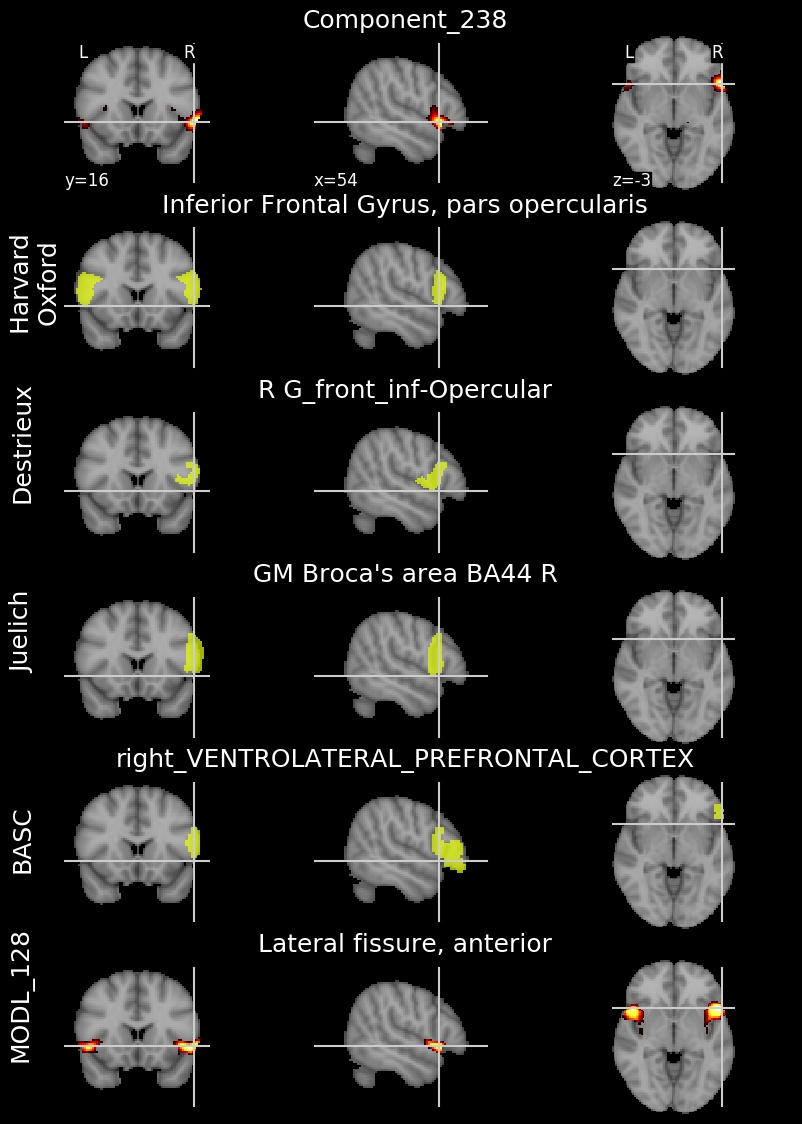 Component_238
L R L R
y=16 x=54 z=-3
Inferior Frontal Gyrus, pars opercularis
Harvard
Oxford
R G_front_inf-Opercular
Destrieux
GM Broca's area BA44 R
Juelich
right_VENTROLATERAL_PREFRONTAL_CORTEX
BASC
Lateral fissure, anterior
MODL_128